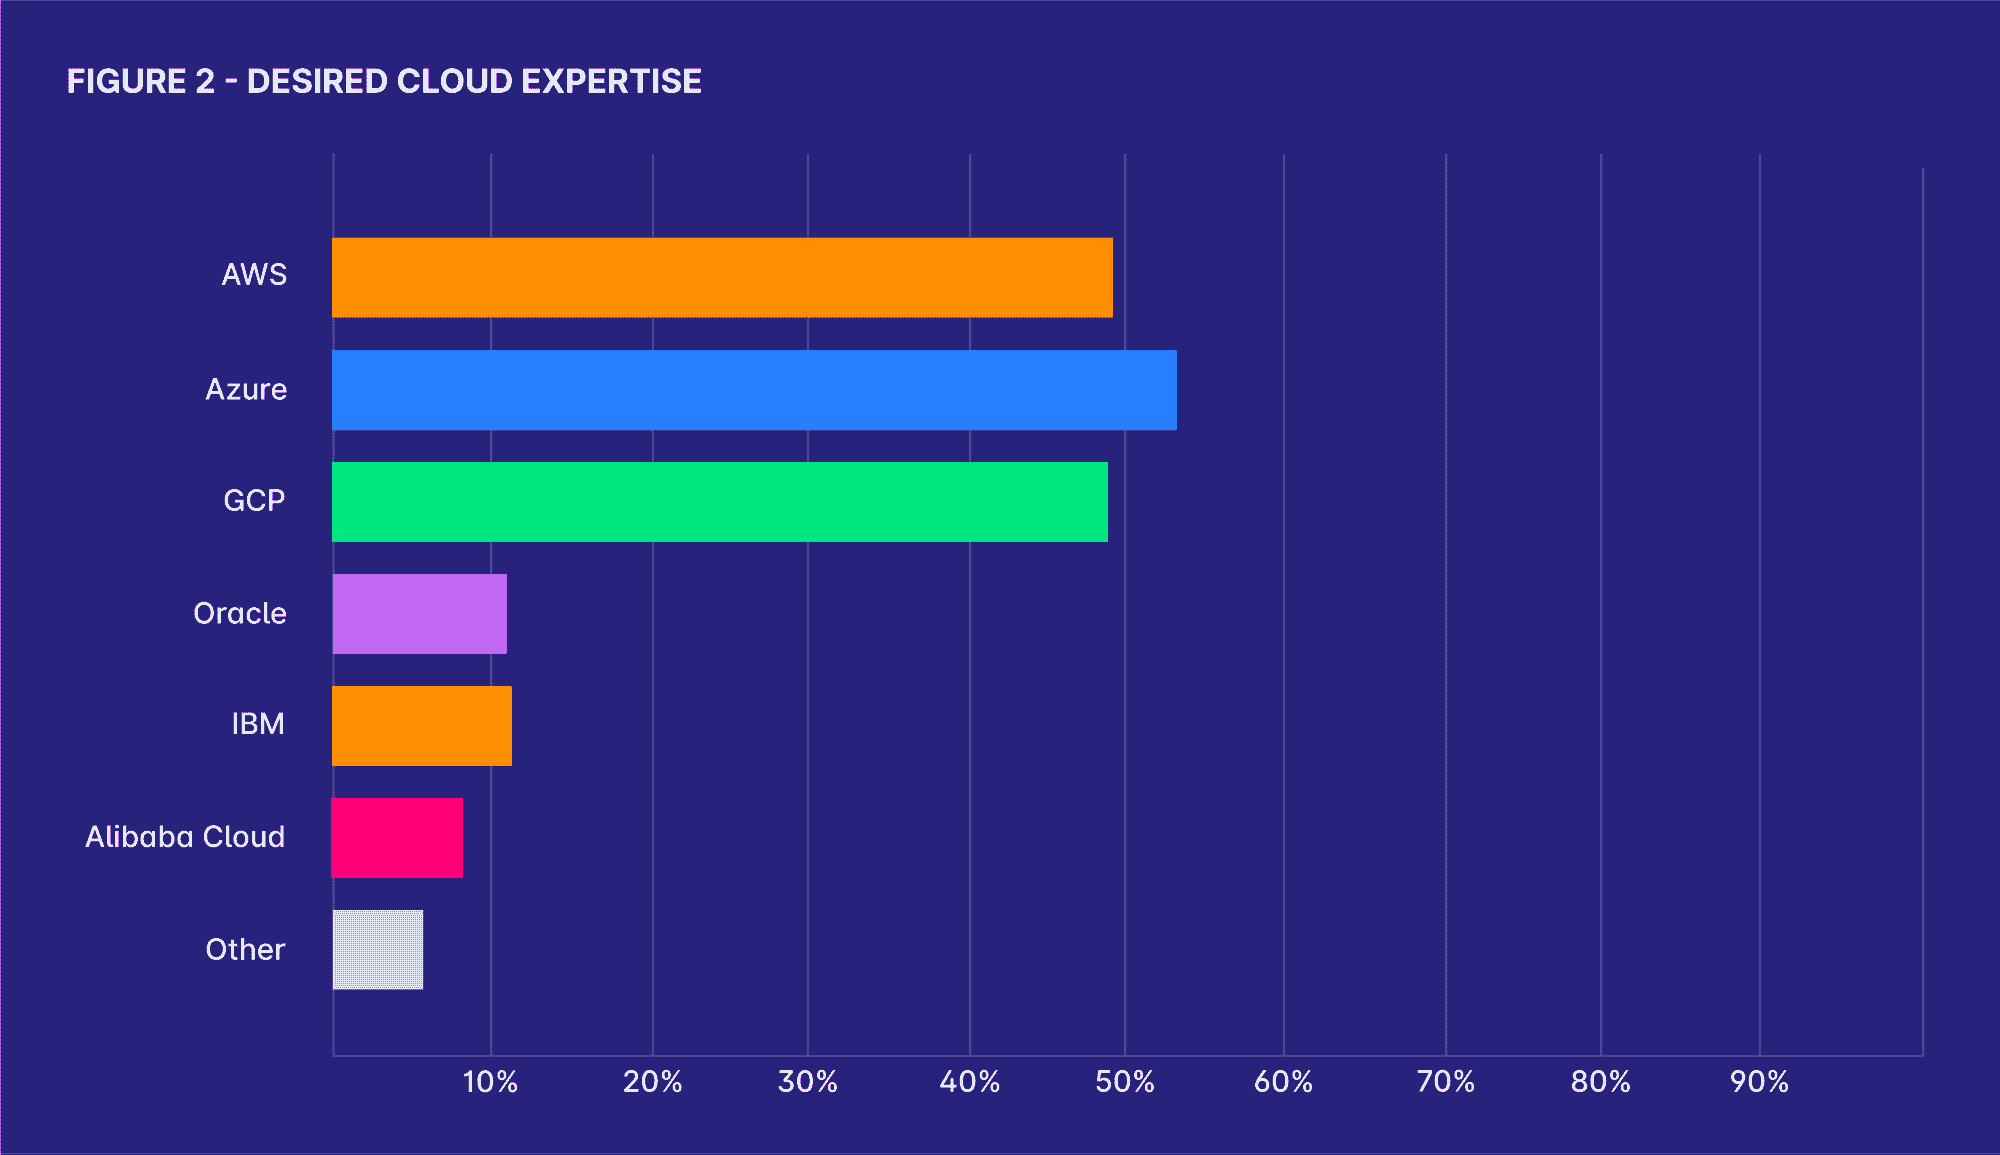 FIGURE 2 - DESIRED CLOUD EXPERTISE
AWS
Azure
GCP
Oracle
IBM
Alibaba Cloud
Other
10% 20% 30% 40% 50% 60% 70% 80% 90%